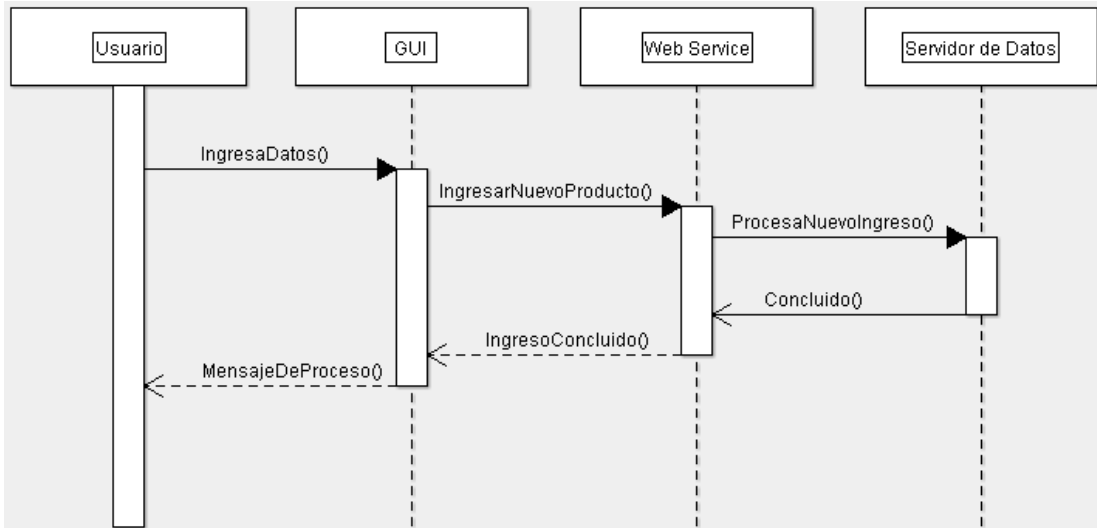 Usuario
GUI
Web Service
Servidor de Datos
IngresaDatos()
IngresarNuevoProducto()
ProcesaNuevoIngreso()
Concluido()
IngresoConcluido()
MensajeDeProceso()